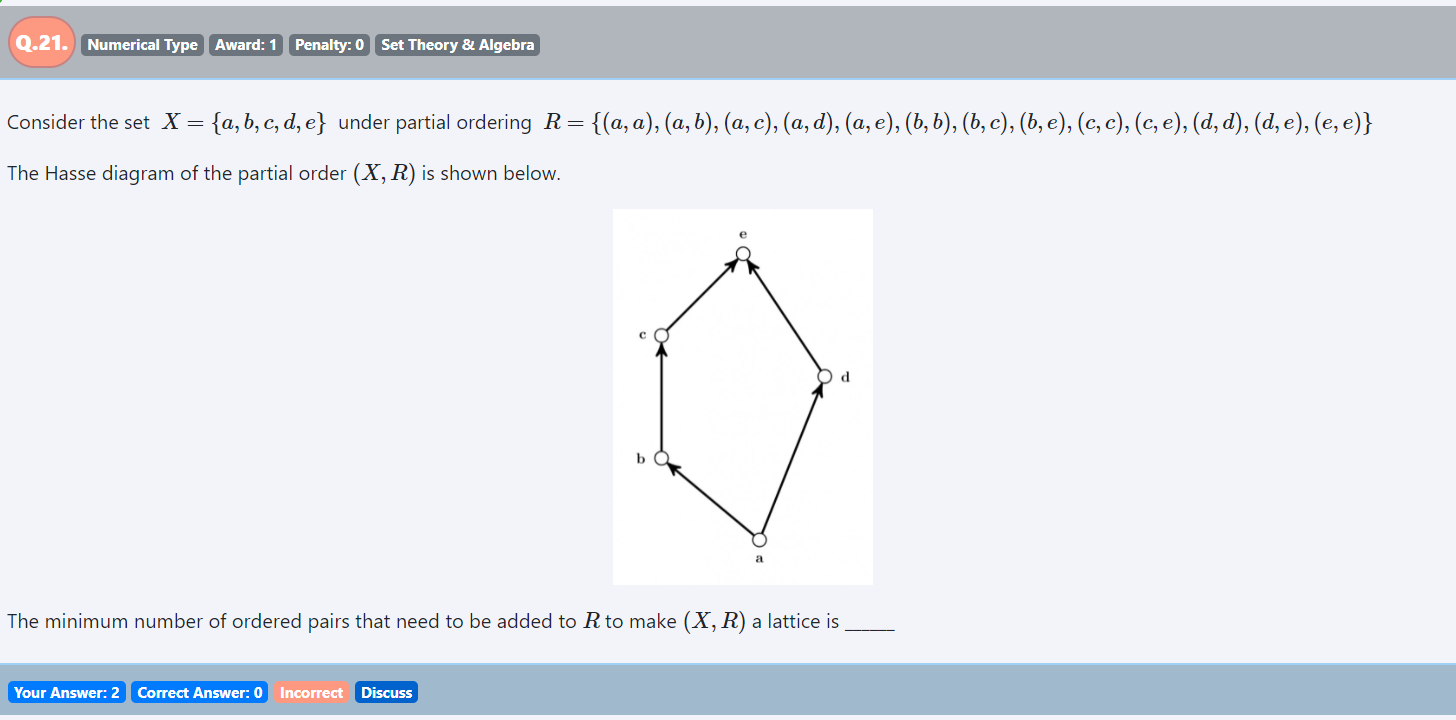 Q.21. Numerical Type Award: 1 Penalty: 0 Set Theory & Algebra
Consider the set X = {a, b, c, d, e} under partial ordering R = {(a, a), (a, b), (a, c), (a, d), (a, e), (b, b), (b, c), (b, e), (c, c), (c, e), (d, d), (d, e), (e, e)}
The Hasse diagram of the partial order (X, R) is shown below.
e
c
d
b
a
The minimum number of ordered pairs that need to be added to R to make (X, R) a lattice is _____
Your Answer: 2 Correct Answer: 0 Incorrect Discuss